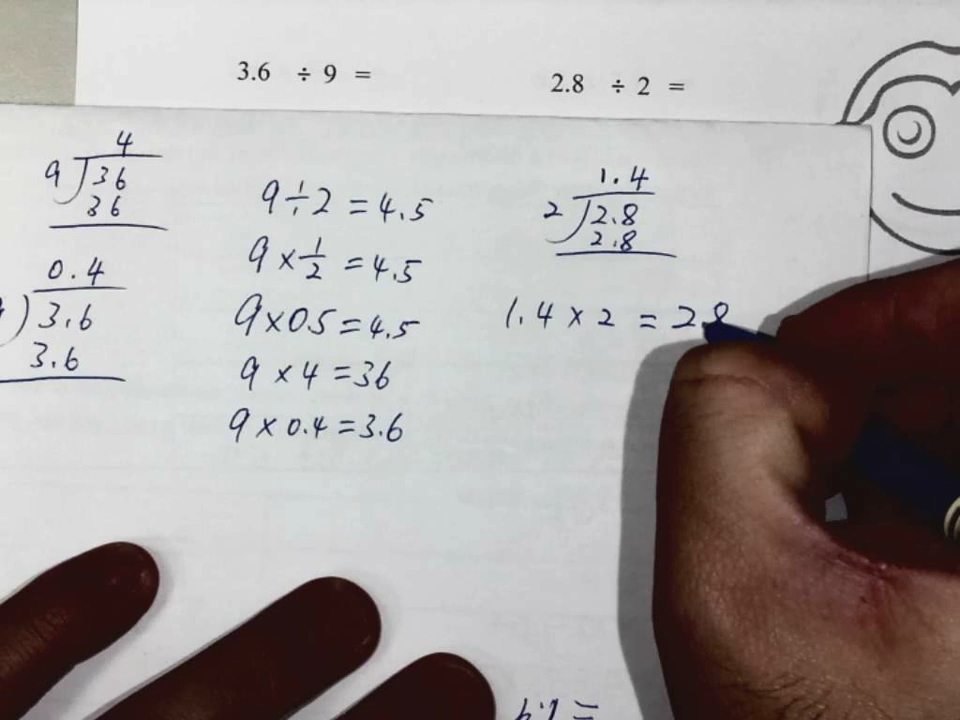 3.6 ÷ 9 =
2.8 ÷ 2 =
4
9 36
36
0.4
9 3.6
3.6
9 ÷ 2 = 4.5
9 × 1/2 = 4.5
9 × 0.5 = 4.5
9 × 4 = 36
9 × 0.4 = 3.6
1.4
2 2.8
2.8
1.4 × 2 = 2.8